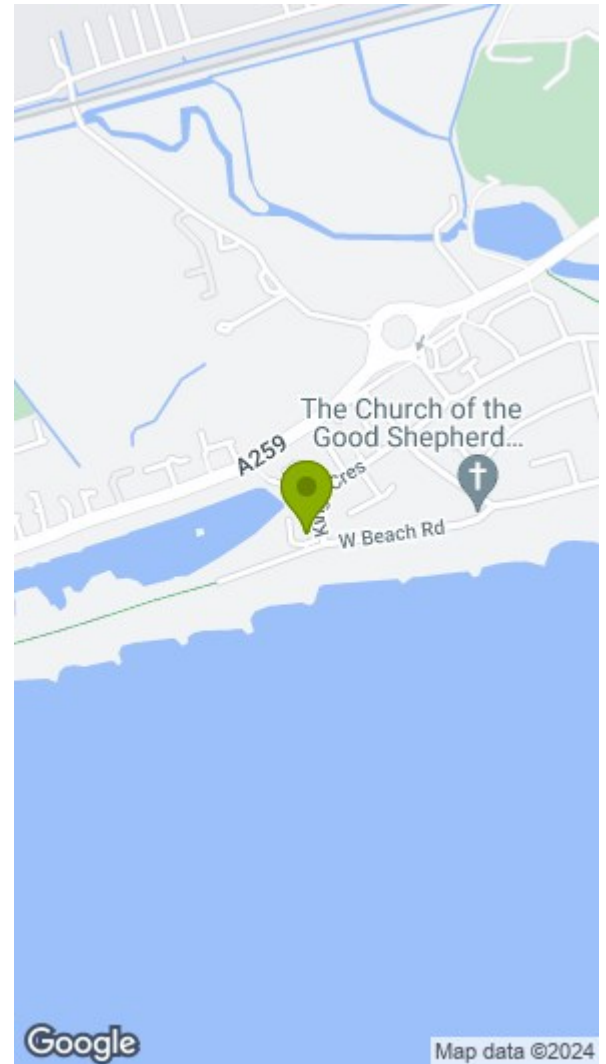 The Church of the
Good Shepherd...
A259
Cres
W Beach Rd
Google
Map data ©2024